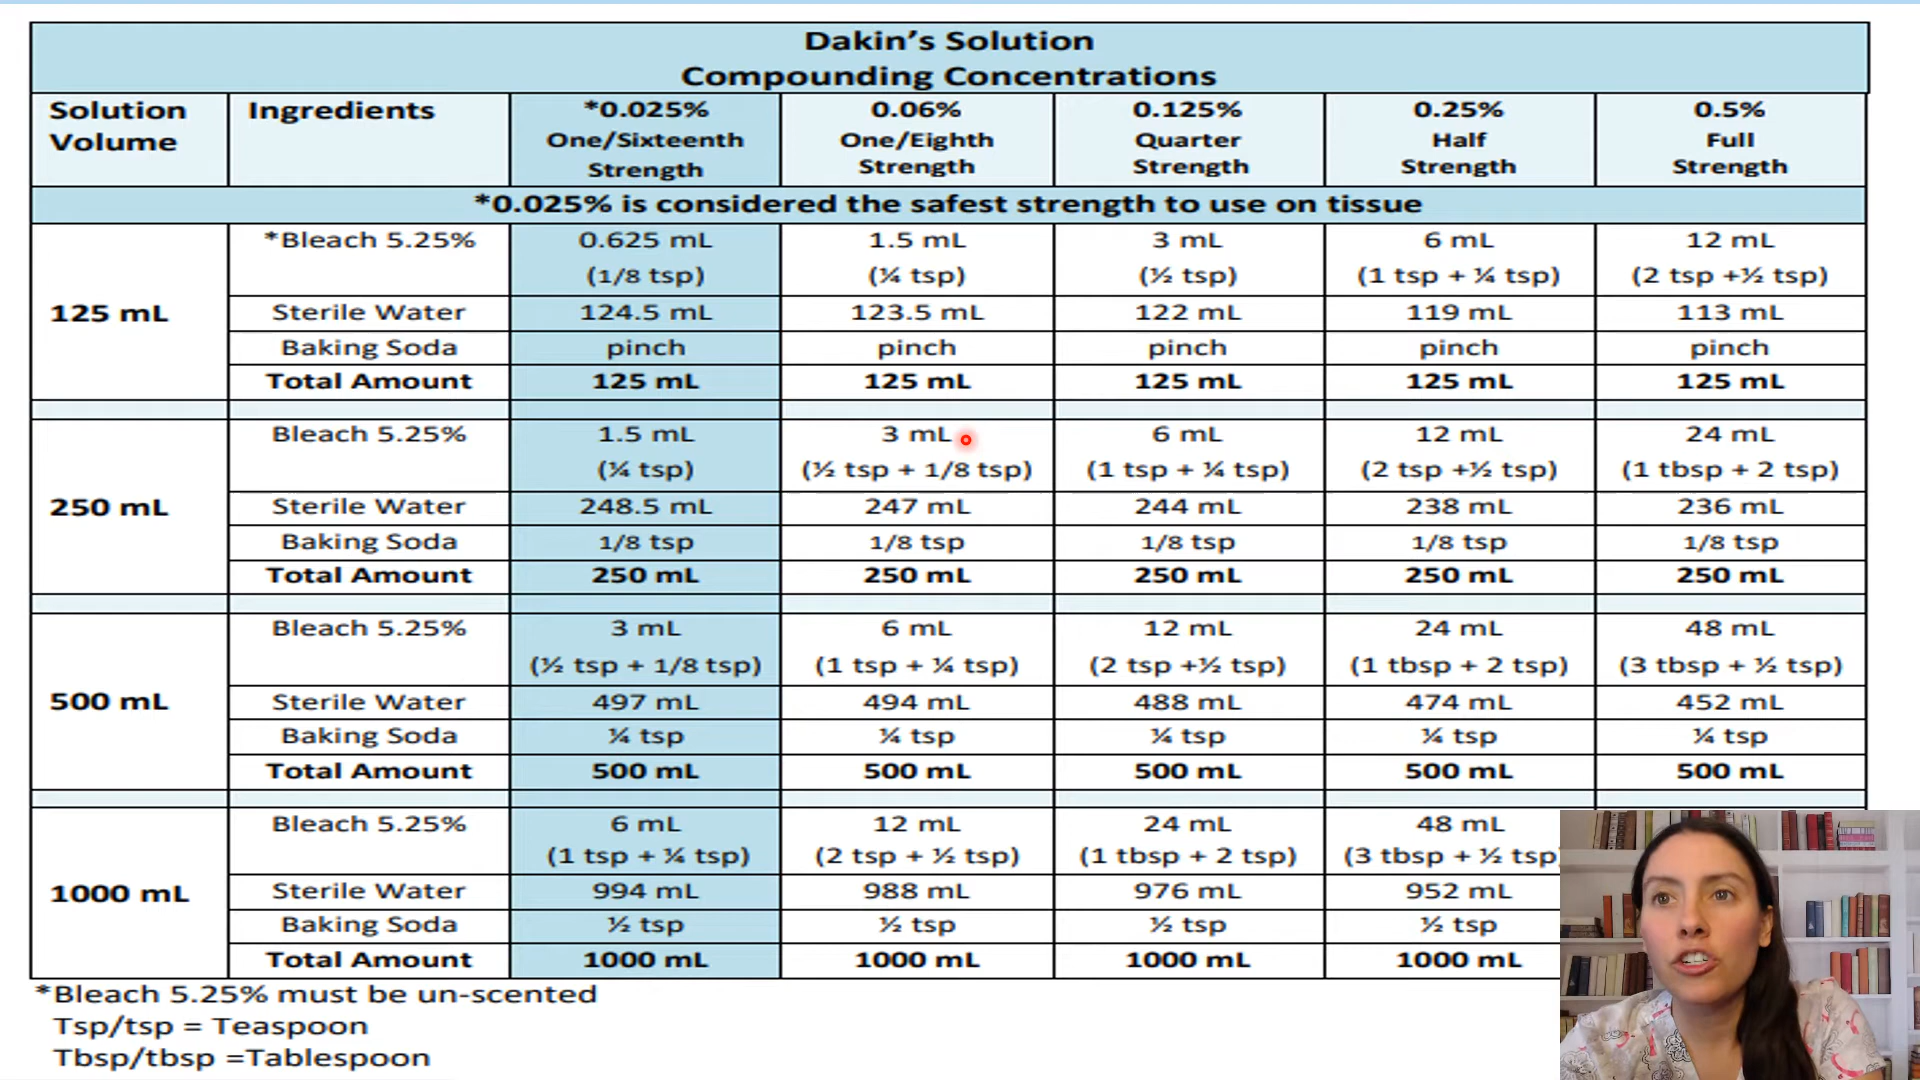 Dakin’s Solution
Compounding Concentrations
Solution Volume Ingredients *0.025% One/Sixteenth Strength 0.06% One/Eighth Strength 0.125% Quarter Strength 0.25% Half Strength 0.5% Full Strength
*0.025% is considered the safest strength to use on tissue
125 mL
*Bleach 5.25% 0.625 mL 1.5 mL 3 mL 6 mL 12 mL
(1/8 tsp) (¼ tsp) (½ tsp) (1 tsp + ¼ tsp) (2 tsp +½ tsp)
Sterile Water 124.5 mL 123.5 mL 122 mL 119 mL 113 mL
Baking Soda pinch pinch pinch pinch pinch
Total Amount 125 mL 125 mL 125 mL 125 mL 125 mL
250 mL
Bleach 5.25% 1.5 mL 3 mL 6 mL 12 mL 24 mL
(¼ tsp) (½ tsp + 1/8 tsp) (1 tsp + ¼ tsp) (2 tsp +½ tsp) (1 tbsp + 2 tsp)
Sterile Water 248.5 mL 247 mL 244 mL 238 mL 236 mL
Baking Soda 1/8 tsp 1/8 tsp 1/8 tsp 1/8 tsp 1/8 tsp
Total Amount 250 mL 250 mL 250 mL 250 mL 250 mL
500 mL
Bleach 5.25% 3 mL 6 mL 12 mL 24 mL 48 mL
(½ tsp + 1/8 tsp) (1 tsp + ¼ tsp) (2 tsp +½ tsp) (1 tbsp + 2 tsp) (3 tbsp + ½ tsp)
Sterile Water 497 mL 494 mL 488 mL 474 mL 452 mL
Baking Soda ¼ tsp ¼ tsp ¼ tsp ¼ tsp ¼ tsp
Total Amount 500 mL 500 mL 500 mL 500 mL 500 mL
1000 mL
Bleach 5.25% 6 mL 12 mL 24 mL 48 mL
(1 tsp + ¼ tsp) (2 tsp + ½ tsp) (1 tbsp + 2 tsp) (3 tbsp + ½ tsp
Sterile Water 994 mL 988 mL 976 mL 952 mL
Baking Soda ½ tsp ½ tsp ½ tsp ½ tsp
Total Amount 1000 mL 1000 mL 1000 mL 1000 mL
*Bleach 5.25% must be un-scented
Tsp/tsp = Teaspoon
Tbsp/tbsp =Tablespoon